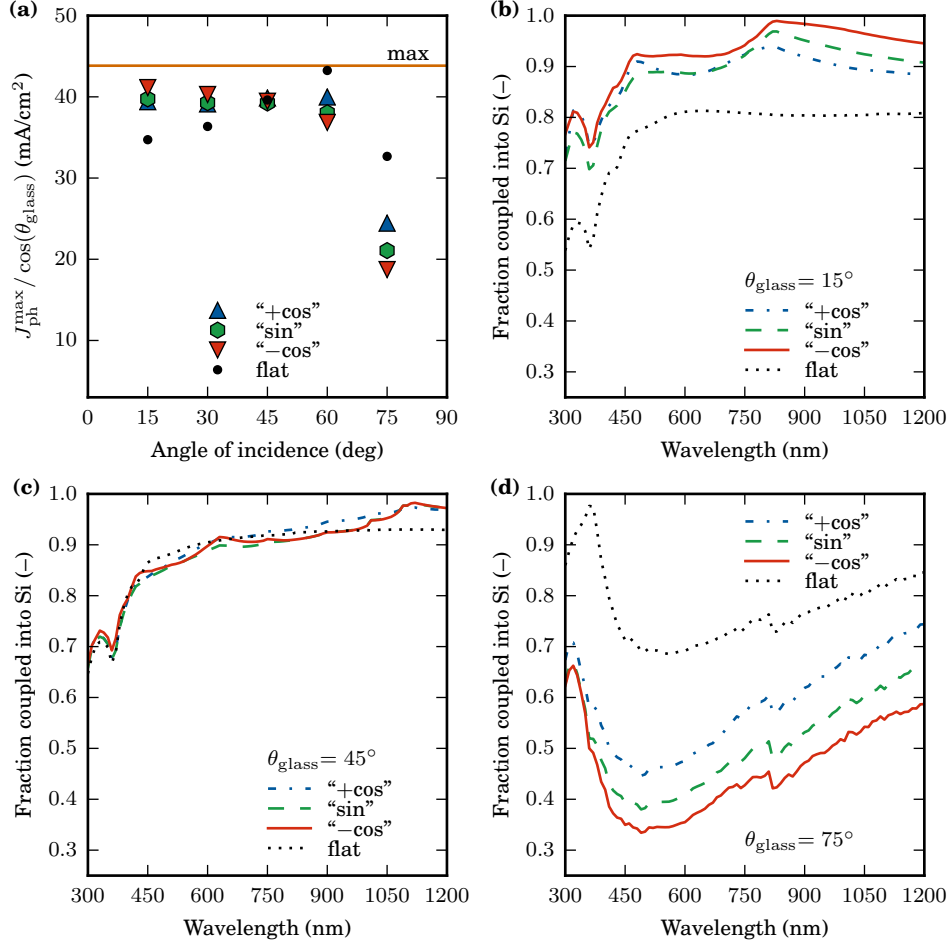 (a)
50
40
30
20
10
0
15
30
45
60
75
90
J_ph^max / cos(θ_glass) (mA/cm2)
Angle of incidence (deg)
max
“+cos”
“sin”
“−cos”
flat
(b)
1.0
0.9
0.8
0.7
0.6
0.5
0.4
0.3
300
450
600
750
900
1050
1200
Fraction coupled into Si (−)
Wavelength (nm)
θ_glass = 15°
“+cos”
“sin”
“−cos”
flat
(c)
1.0
0.9
0.8
0.7
0.6
0.5
0.4
0.3
300
450
600
750
900
1050
1200
Fraction coupled into Si (−)
Wavelength (nm)
θ_glass = 45°
“+cos”
“sin”
“−cos”
flat
(d)
1.0
0.9
0.8
0.7
0.6
0.5
0.4
0.3
300
450
600
750
900
1050
1200
Fraction coupled into Si (−)
Wavelength (nm)
“+cos”
“sin”
“−cos”
flat
θ_glass = 75°